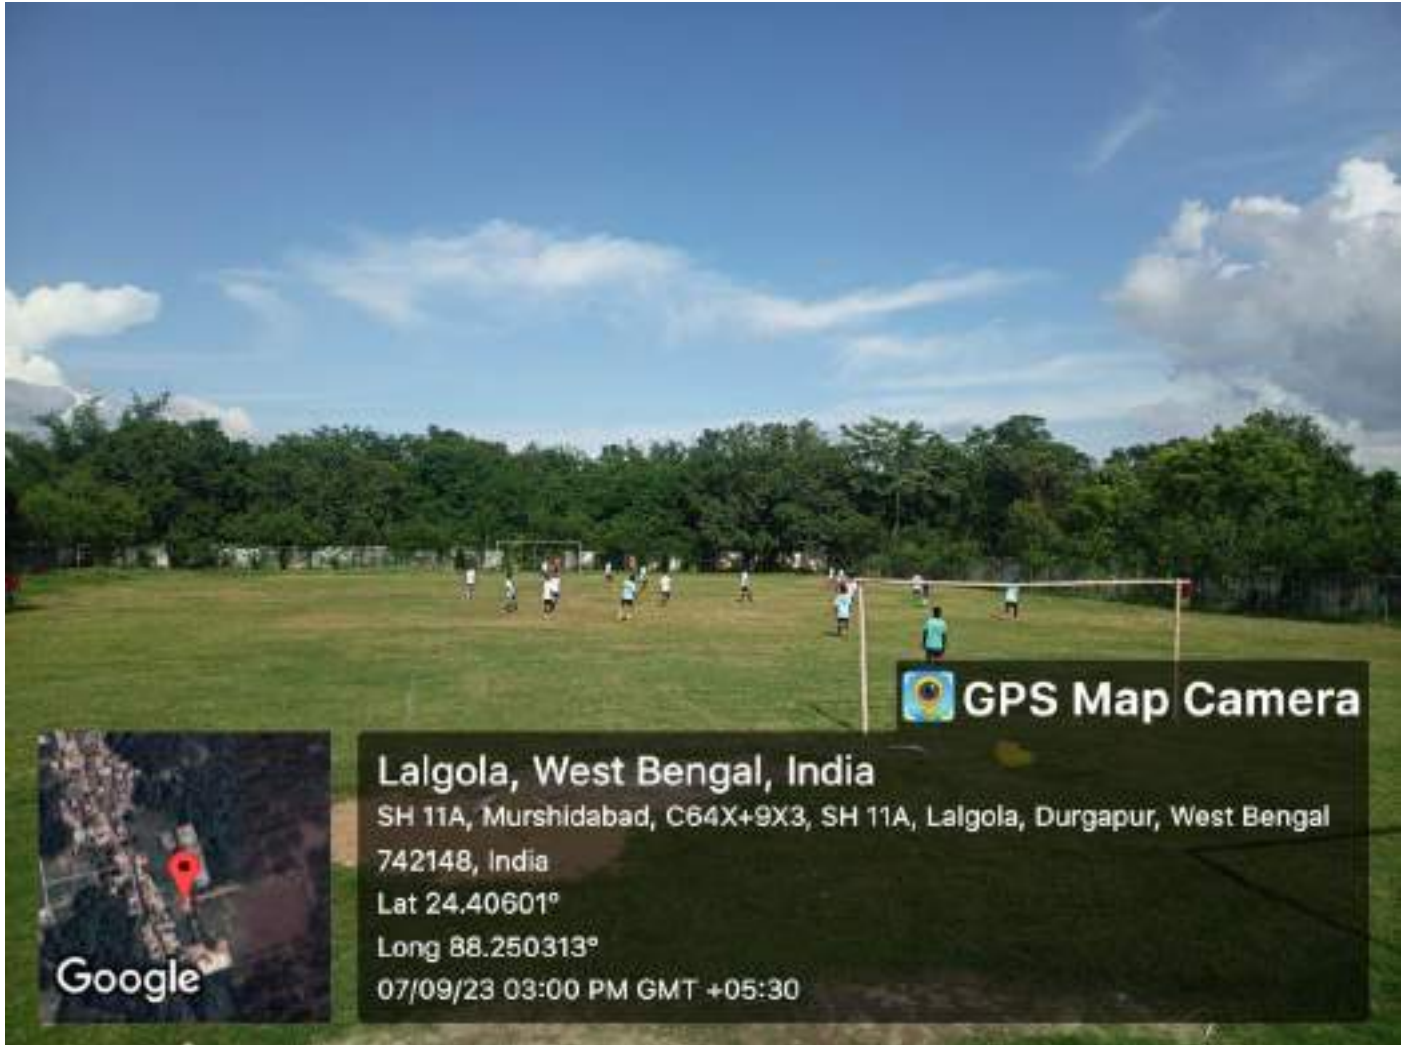 GPS Map Camera
Lalgola, West Bengal, India
SH 11A, Murshidabad, C64X+9X3, SH 11A, Lalgola, Durgapur, West Bengal
742148, India
Lat 24.40601°
Long 88.250313°
07/09/23 03:00 PM GMT +05:30
Google